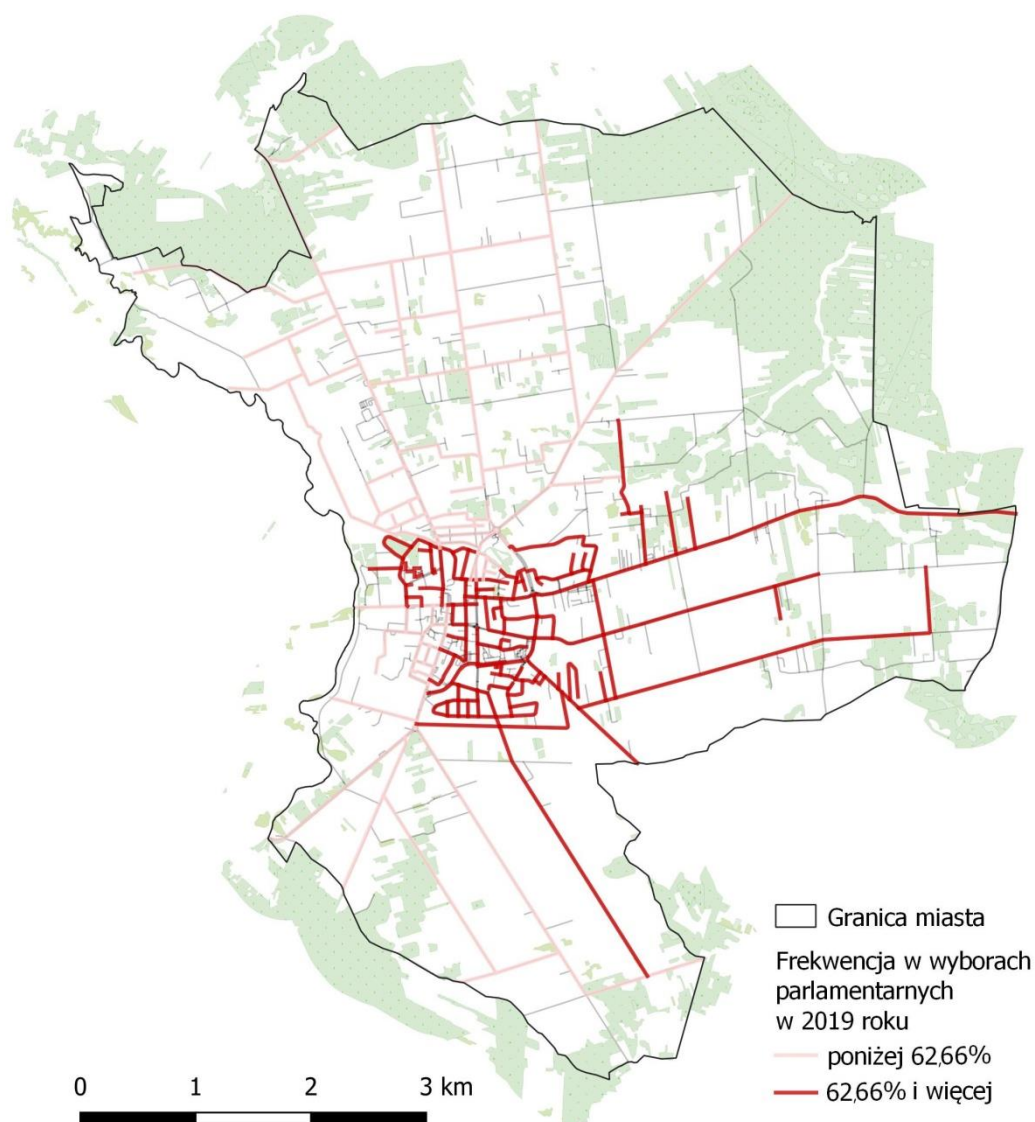 Granica miasta
Frekwencja w wyborach
parlamentarnych
w 2019 roku
poniżej 62,66%
62,66% i więcej
0 1 2 3 km